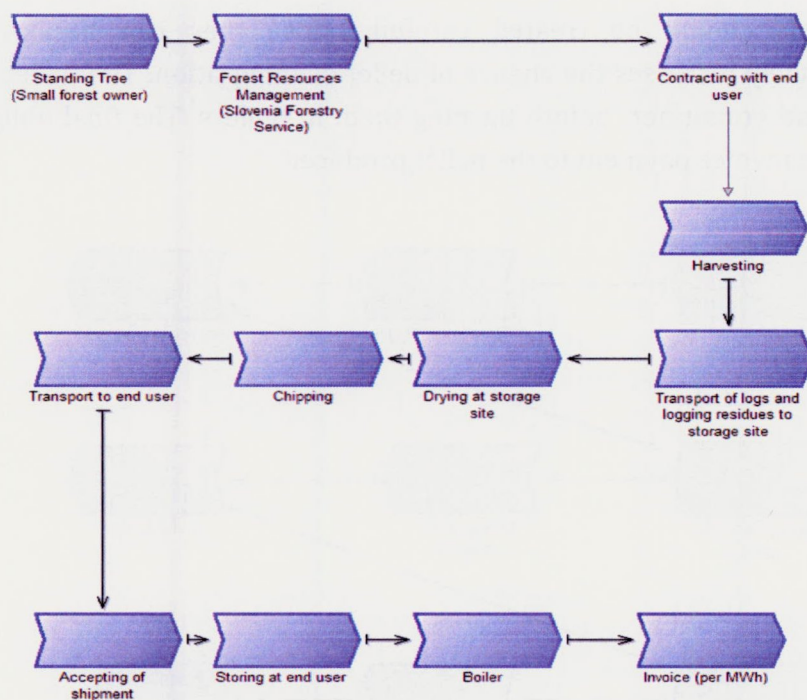 Standing Tree
(Small forest owner)
Forest Resources
Management
(Slovenia Forestry
Service)
Contracting with end
user
Harvesting
Transport of logs and
logging residues to
storage site
Drying at storage
site
Chipping
Transport to end user
Accepting of
shipment
Storing at end user
Boiler
Invoice (per MWh)